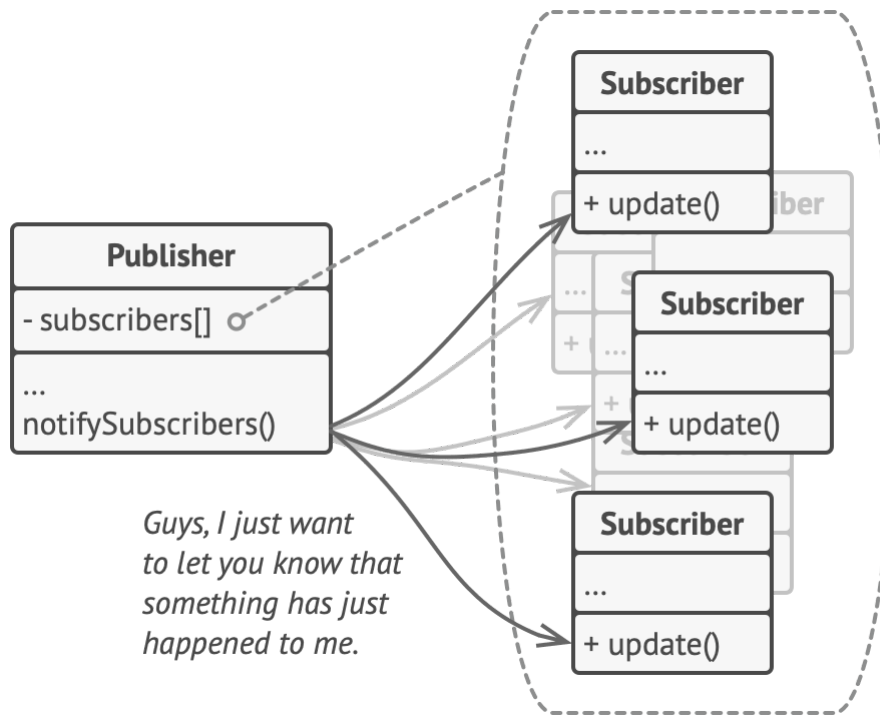 Subscriber
...
+ update()
Publisher
- subscribers[]
...
notifySubscribers()
iber
...
+
S
...
+
Subscriber
...
+ update()
Guys, I just want
to let you know that
something has just
happened to me.
Subscriber
...
+ update()